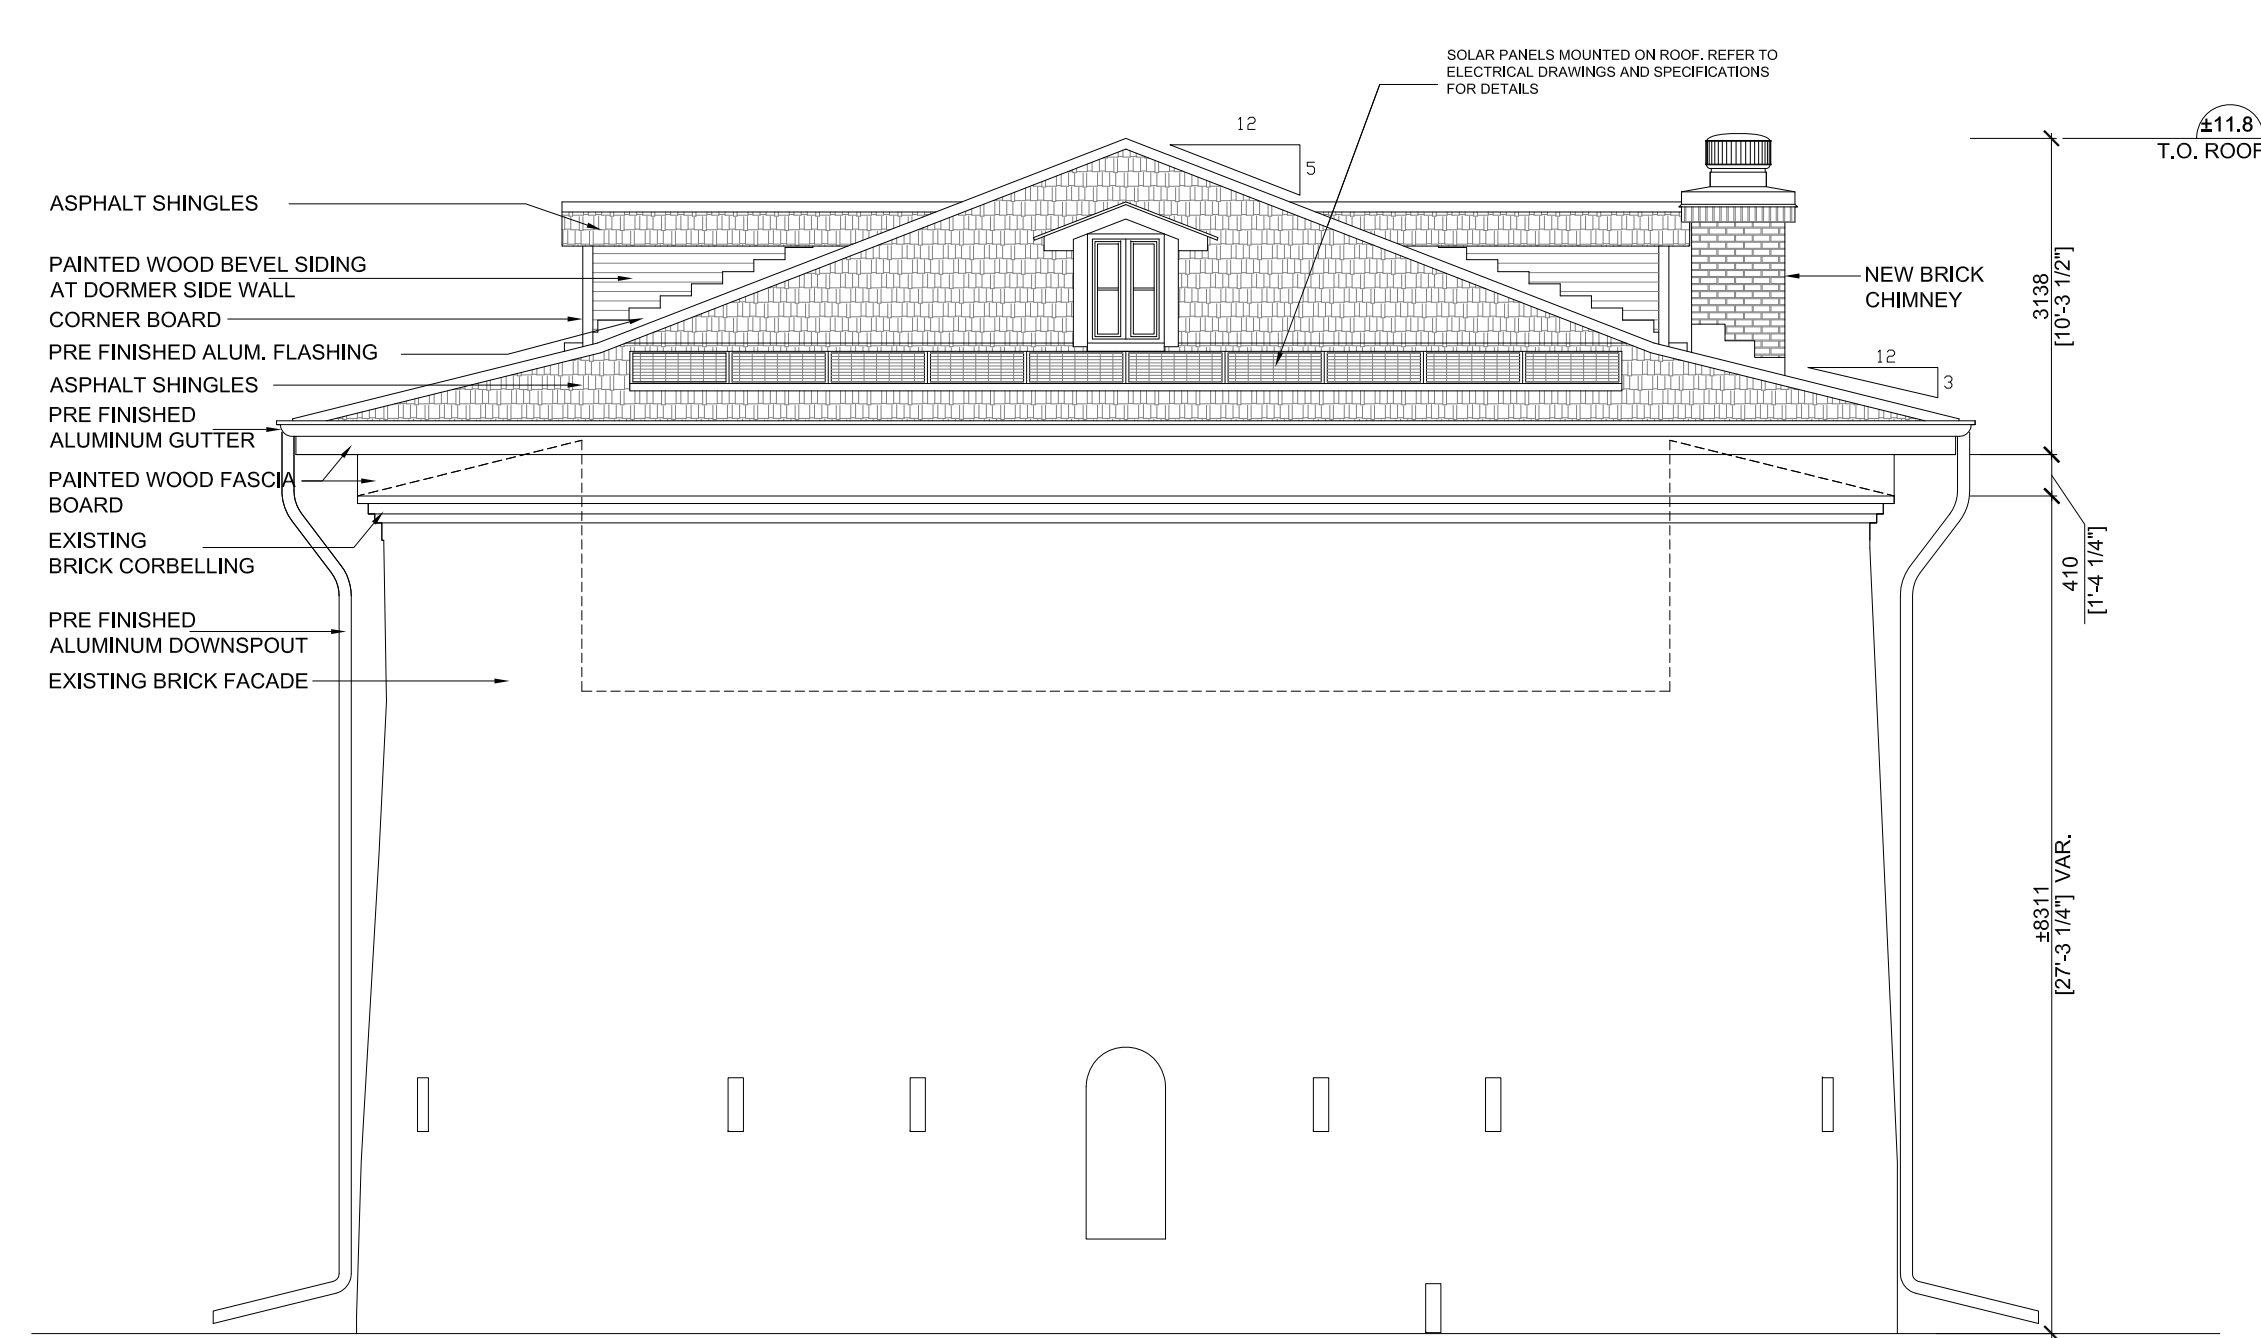 SOLAR PANELS MOUNTED ON ROOF. REFER TO
ELECTRICAL DRAWINGS AND SPECIFICATIONS
FOR DETAILS
12
5
±11.8
T.O. ROOF
ASPHALT SHINGLES
PAINTED WOOD BEVEL SIDING
AT DORMER SIDE WALL
CORNER BOARD
PRE FINISHED ALUM. FLASHING
ASPHALT SHINGLES
PRE FINISHED
ALUMINUM GUTTER
PAINTED WOOD FASCIA
BOARD
EXISTING
BRICK CORBELLING
PRE FINISHED
ALUMINUM DOWNSPOUT
EXISTING BRICK FACADE
NEW BRICK
CHIMNEY
12
3
3138
[10'-3 1/2"]
410
[1'-4 1/4"]
±8311
[27'-3 1/4"] VAR.